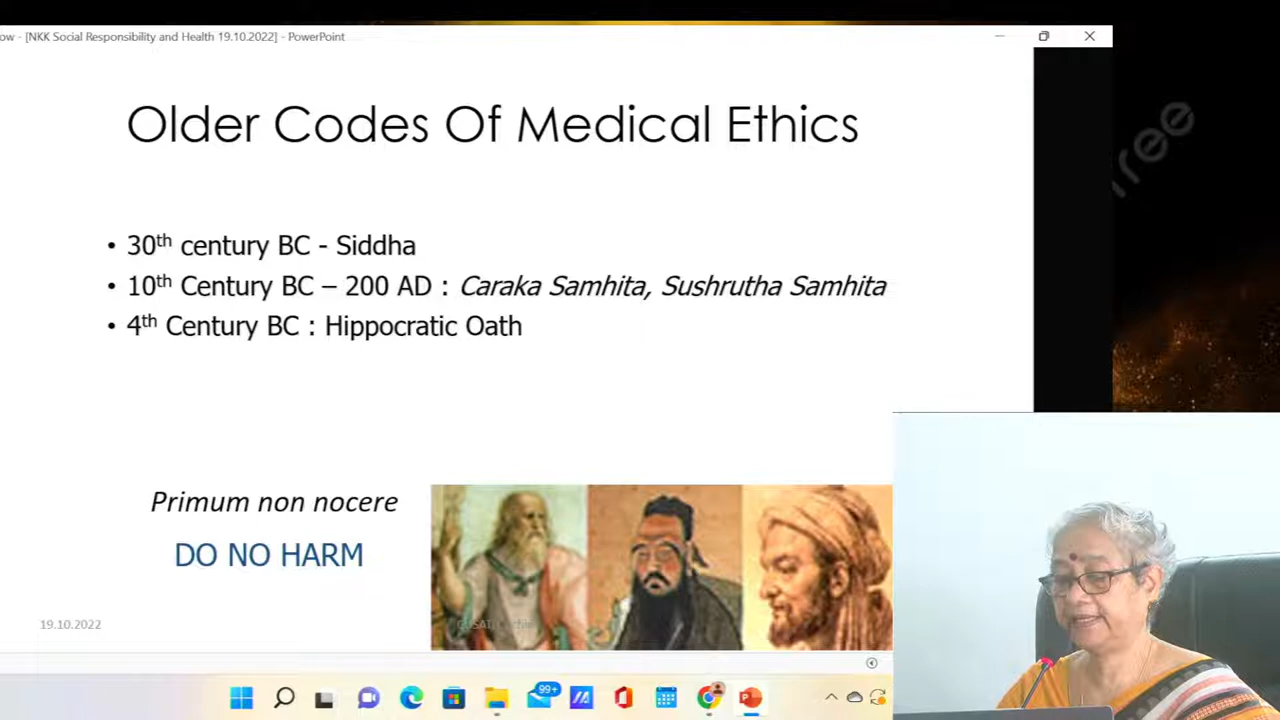 ow - [NKK Social Responsibility and Health 19.10.2022] - PowerPoint
Older Codes Of Medical Ethics
• 30th century BC - Siddha
• 10th Century BC – 200 AD : Caraka Samhita, Sushrutha Samhita
• 4th Century BC : Hippocratic Oath
Primum non nocere
DO NO HARM
19.10.2022
99+